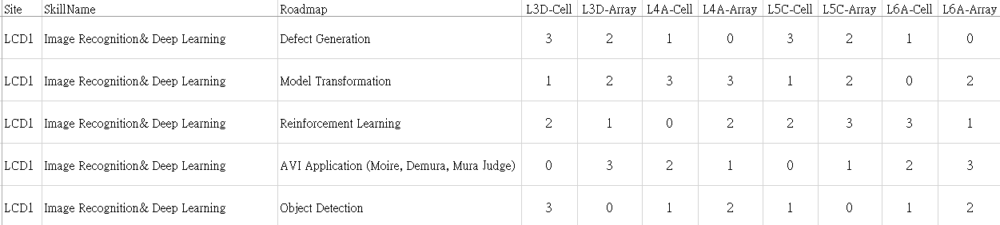 Site SkillName Roadmap L3D-Cell L3D-Array L4A-Cell L4A-Array L5C-Cell L5C-Array L6A-Cell L6A-Array
LCD1 Image Recognition& Deep Learning Defect Generation 3 2 1 0 3 2 1 0
LCD1 Image Recognition& Deep Learning Model Transformation 1 2 3 3 1 2 0 2
LCD1 Image Recognition& Deep Learning Reinforcement Learning 2 1 0 2 2 3 3 1
LCD1 Image Recognition& Deep Learning AVI Application (Moire, Demura, Mura Judge) 0 3 2 1 0 1 2 3
LCD1 Image Recognition& Deep Learning Object Detection 3 0 1 2 1 0 1 2